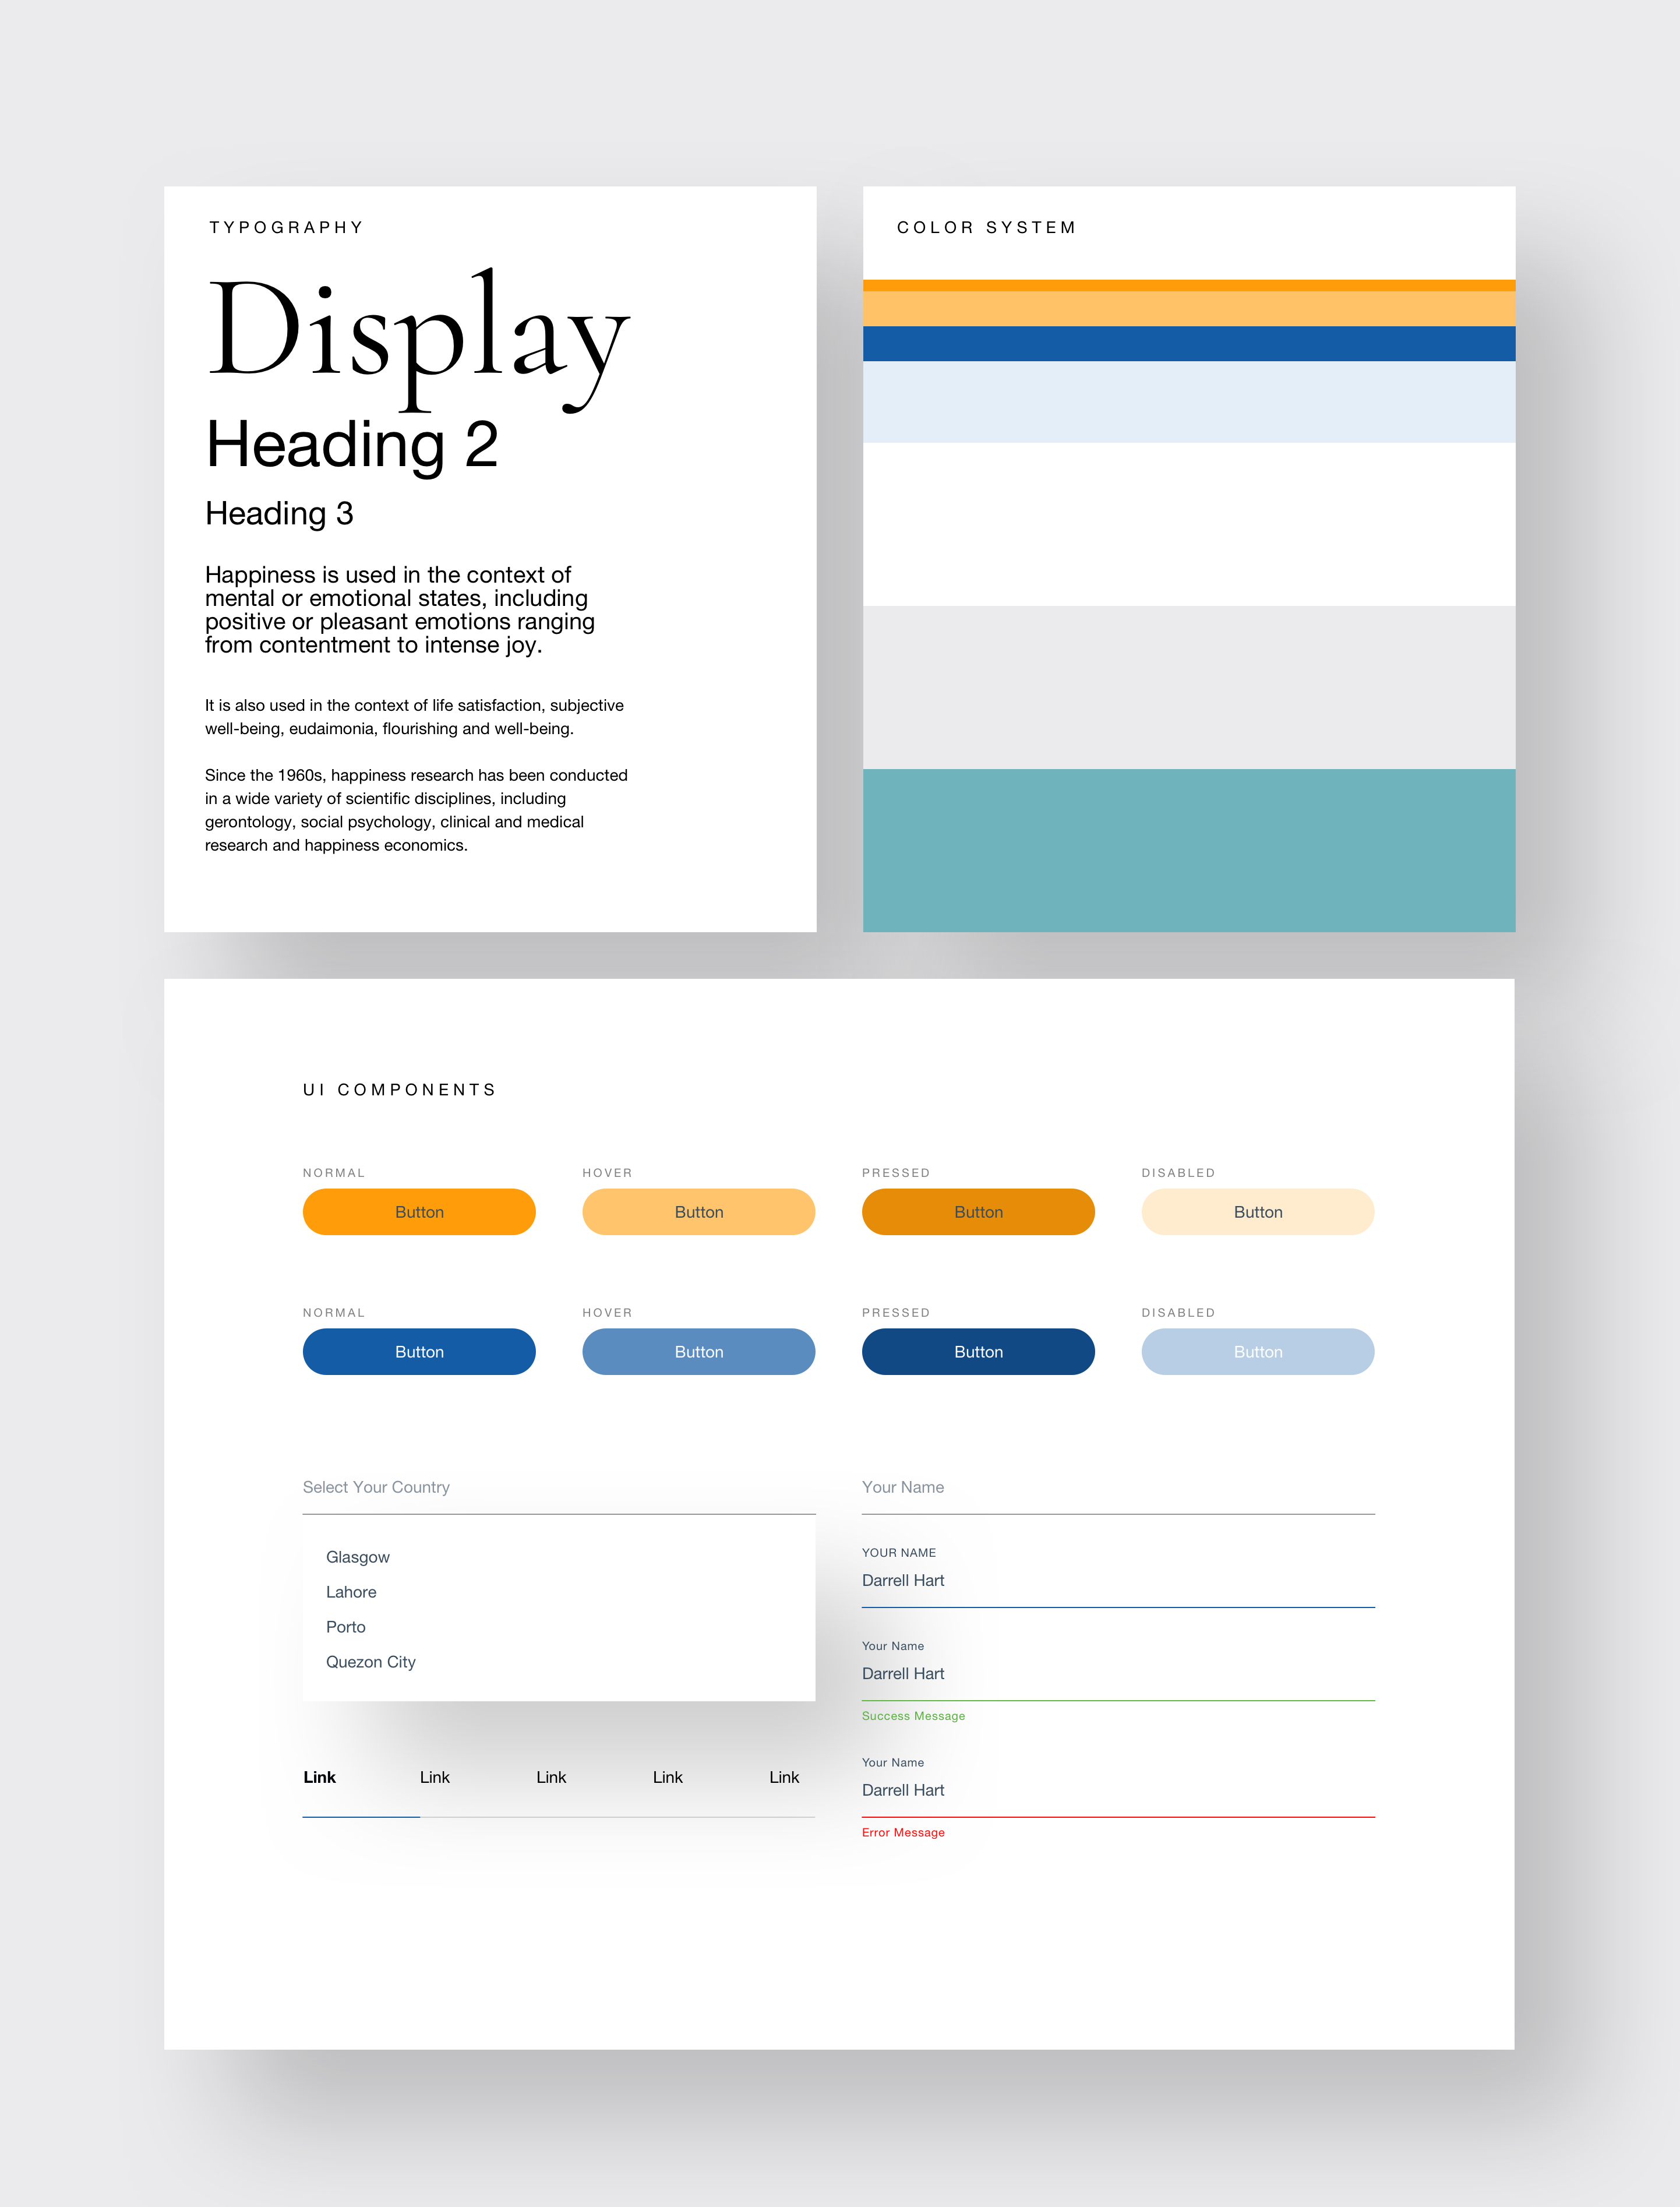 TYPOGRAPHY
Display
Heading 2
Heading 3
Happiness is used in the context of
mental or emotional states, including
positive or pleasant emotions ranging
from contentment to intense joy.
It is also used in the context of life satisfaction, subjective
well-being, eudaimonia, flourishing and well-being.
Since the 1960s, happiness research has been conducted
in a wide variety of scientific disciplines, including
gerontology, social psychology, clinical and medical
research and happiness economics.
COLOR SYSTEM
UI COMPONENTS
NORMAL HOVER PRESSED DISABLED
Button Button Button Button
NORMAL HOVER PRESSED DISABLED
Button Button Button Button
Select Your Country
Glasgow
Lahore
Porto
Quezon City
Link Link Link Link Link
Your Name
YOUR NAME
Darrell Hart
Your Name
Darrell Hart
Success Message
Your Name
Darrell Hart
Error Message